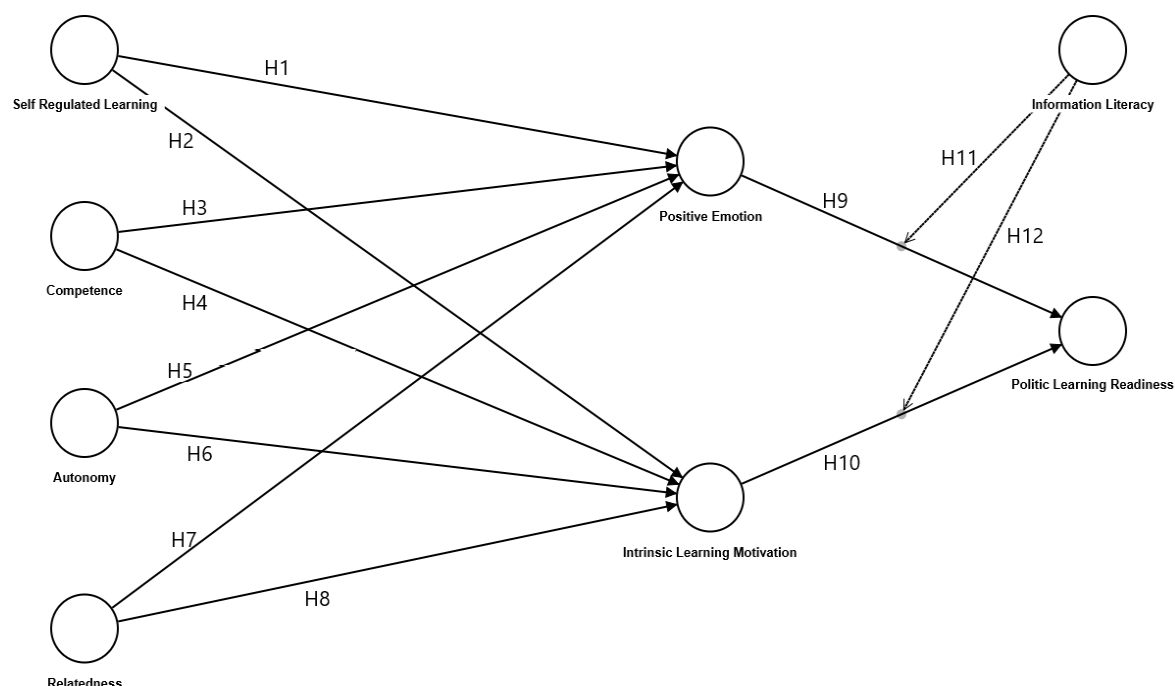 H1
Self Regulated Learning
Information Literacy
H2
H11
H3
H9
Positive Emotion
H12
Competence
H4
H5
Politic Learning Readiness
H6
Autonomy
H10
H7
Intrinsic Learning Motivation
H8
Relatedness